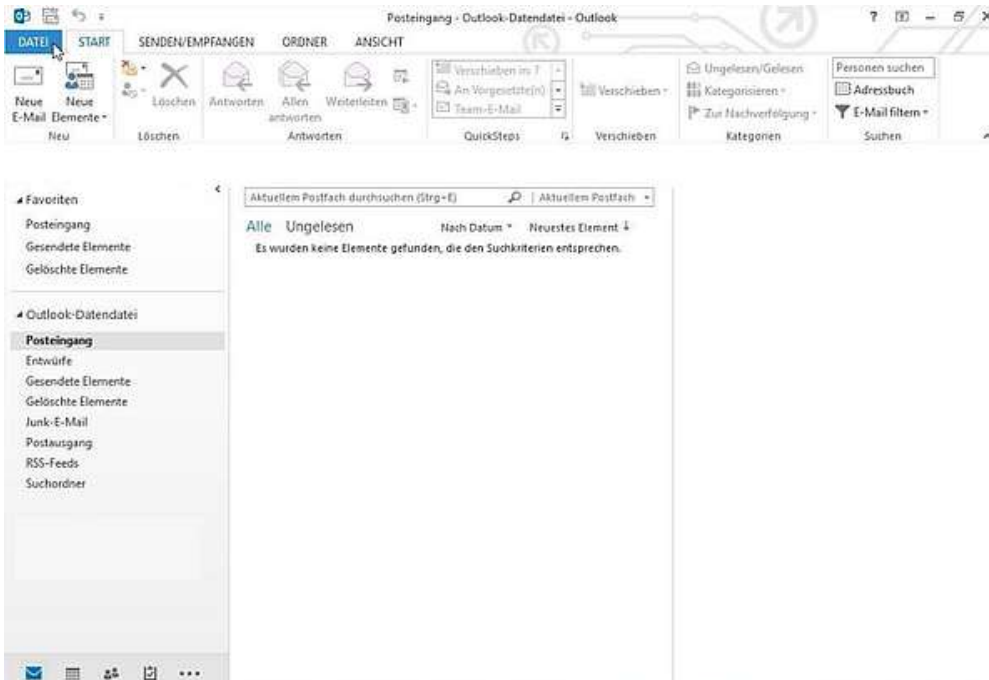 Posteingang - Outlook-Datendatei - Outlook
DATEI START SENDEN/EMPFANGEN ORDNER ANSICHT
Neue E-Mail
Neue Elemente
Löschen
Antworten
Allen antworten
Weiterleiten
Verschieben in: ?
An Vorgesetzte(n)
Team-E-Mail
Verschieben
Ungelesen/Gelesen
Kategorisieren
Zur Nachverfolgung
Personen suchen
Adressbuch
E-Mail filtern
Neu Löschen Antworten QuickSteps Verschieben Kategorien Suchen
Favoriten
Posteingang
Gesendete Elemente
Gelöschte Elemente
Outlook-Datendatei
Posteingang
Entwürfe
Gesendete Elemente
Gelöschte Elemente
Junk-E-Mail
Postausgang
RSS-Feeds
Suchordner
Aktuellem Postfach durchsuchen (Strg+E) Aktuellem Postfach
Alle Ungelesen Nach Datum Neuestes Element
Es wurden keine Elemente gefunden, die den Suchkriterien entsprechen.